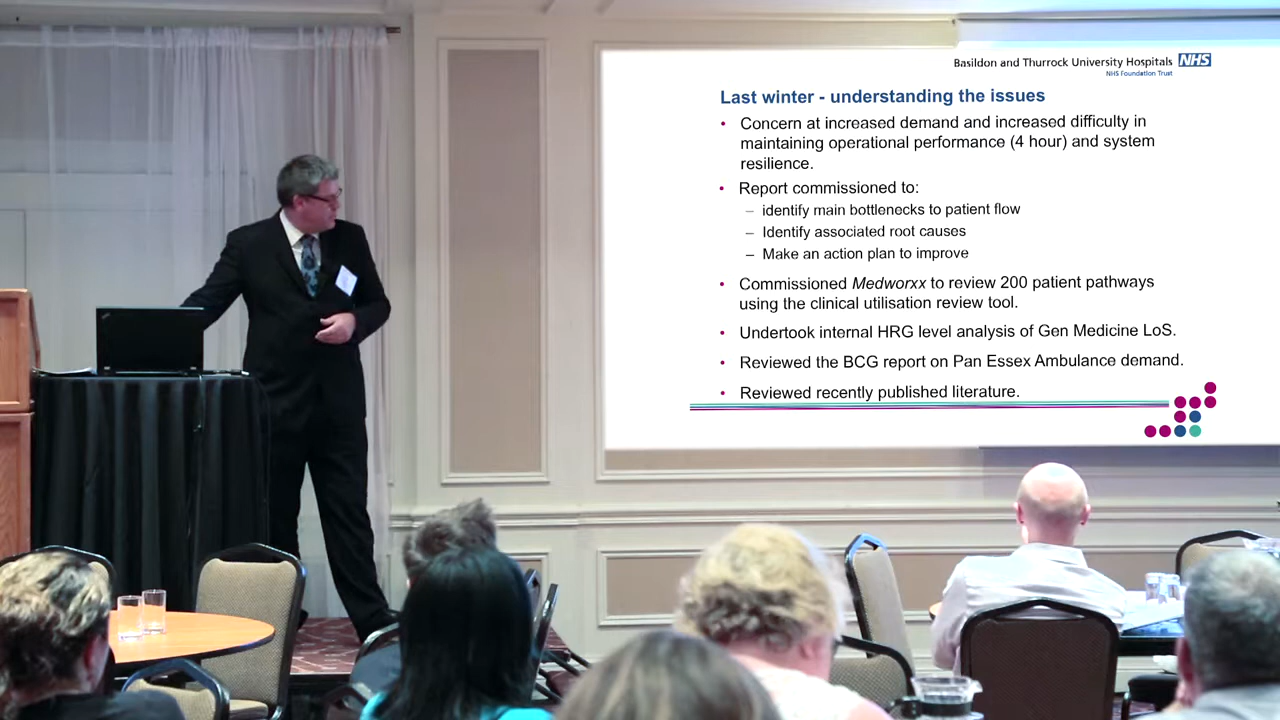 Basildon and Thurrock University Hospitals NHS
NHS Foundation Trust
Last winter - understanding the issues
• Concern at increased demand and increased difficulty in
maintaining operational performance (4 hour) and system
resilience.
• Report commissioned to:
– identify main bottlenecks to patient flow
– Identify associated root causes
– Make an action plan to improve
• Commissioned Medworxx to review 200 patient pathways
using the clinical utilisation review tool.
• Undertook internal HRG level analysis of Gen Medicine LoS.
• Reviewed the BCG report on Pan Essex Ambulance demand.
• Reviewed recently published literature.